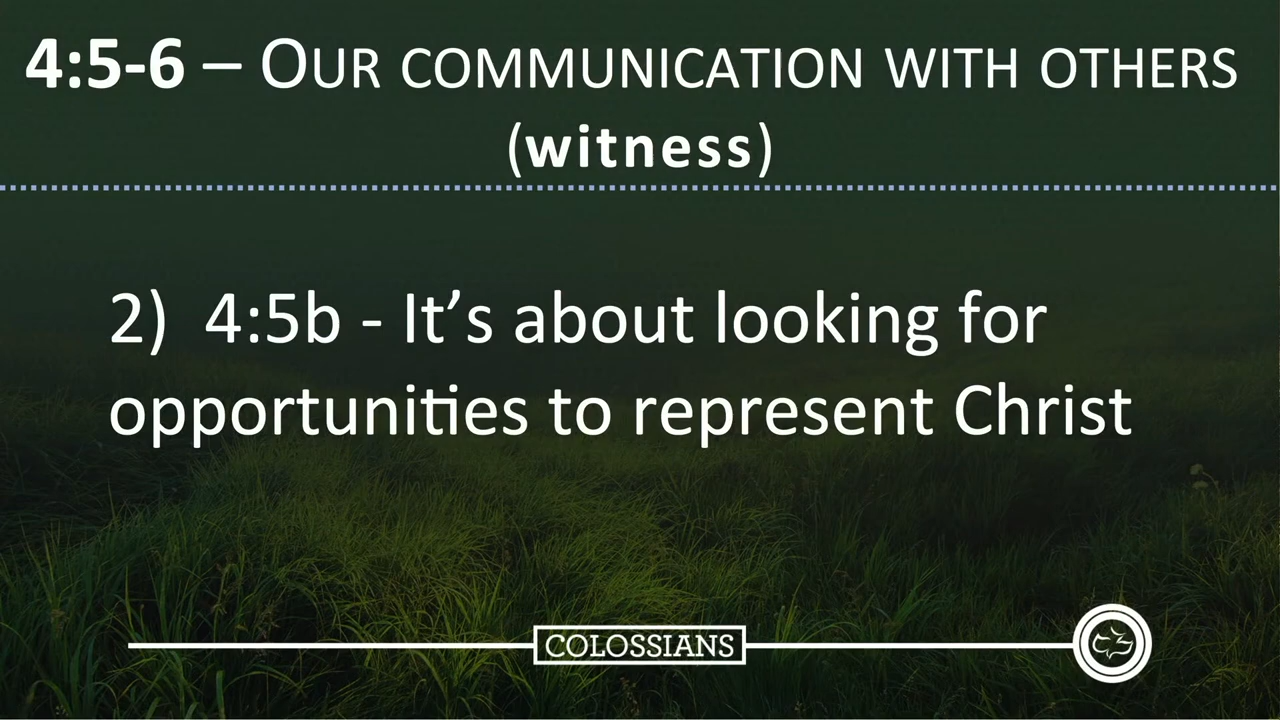 4:5-6 – OUR COMMUNICATION WITH OTHERS
(witness)
2) 4:5b - It’s about looking for
opportunities to represent Christ
COLOSSIANS